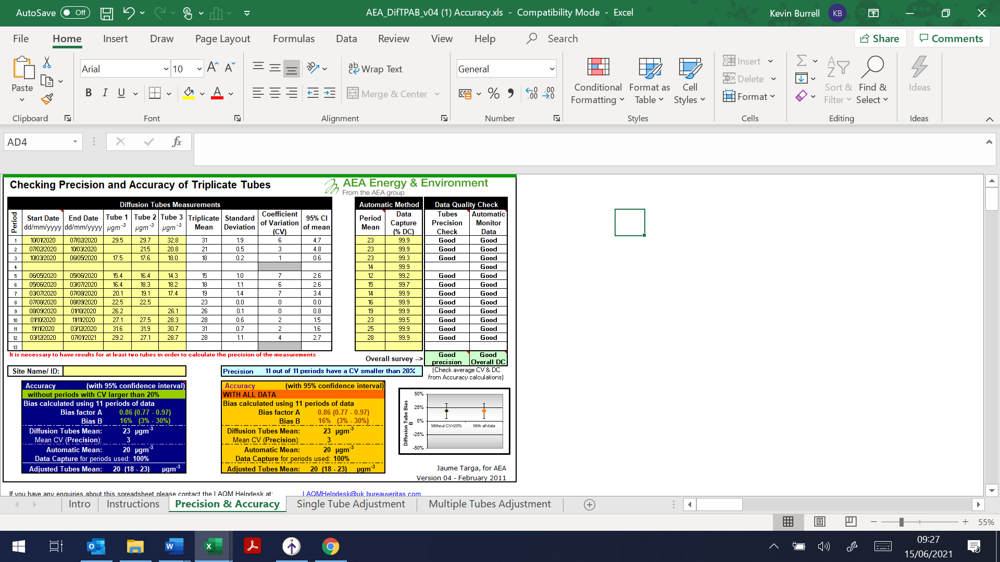 AutoSave Off AEA_DifTPAB_v04 (1) Accuracy.xls - Compatibility Mode - Excel Kevin Burrell KB
File Home Insert Draw Page Layout Formulas Data Review View Help Search Share Comments
Paste Arial 10 Wrap Text General Conditional Formatting Format as Table Cell Styles Insert Delete Format Sort & Filter Find & Select Ideas
B I U Merge & Center
Clipboard Font Alignment Number Styles Cells Editing Ideas
AD4 fx
Checking Precision and Accuracy of Triplicate Tubes AEA Energy & Environment
From the AEA group
Diffusion Tubes Measurements Automatic Method Data Quality Check
Period Start Date dd/mm/yyyy End Date dd/mm/yyyy Tube 1 µgm-3 Tube 2 µgm-3 Tube 3 µgm-3 Triplicate Mean Standard Deviation Coefficient of Variation (CV) 95% CI of mean Period Mean Data Capture (% DC) Tubes Precision Check Automatic Monitor Data
1 10/01/2020 07/02/2020 29.5 29.7 32.8 31 1.9 6 4.7 23 99.9 Good Good
2 07/02/2020 10/03/2020 21.5 20.8 21 0.5 3 4.8 23 99.9 Good Good
3 10/03/2020 06/05/2020 17.5 17.6 18.0 18 0.2 1 0.6 23 99.3 Good Good
4 14 99.9 Good
5 06/05/2020 05/06/2020 15.4 16.4 14.3 15 1.0 7 2.6 12 99.2 Good Good
6 05/06/2020 03/07/2020 16.4 18.3 18.2 18 1.1 6 2.6 15 99.7 Good Good
7 03/07/2020 07/08/2020 20.1 19.1 17.4 19 1.4 7 3.4 14 99.9 Good Good
8 07/08/2020 08/09/2020 22.5 22.5 23 0.0 0 0.0 16 99.9 Good Good
9 08/09/2020 01/10/2020 26.2 26.1 26 0.1 0 0.8 19 99.9 Good Good
10 01/10/2020 11/11/2020 27.1 27.5 28.3 28 0.6 2 1.5 23 99.5 Good Good
11 11/11/2020 03/12/2020 31.6 31.9 30.7 31 0.7 2 1.6 25 99.9 Good Good
12 03/12/2020 07/01/2021 29.2 27.1 28.7 28 1.1 4 2.7 28 99.9 Good Good
13
It is necessary to have results for at least two tubes in order to calculate the precision of the measurements
Overall survey --> Good precision Good Overall DC
Site Name/ ID: Precision 11 out of 11 periods have a CV smaller than 20% (Check average CV & DC from Accuracy calculations)
Accuracy (with 95% confidence interval)
without periods with CV larger than 20%
Bias calculated using 11 periods of data
Bias factor A 0.86 (0.77 - 0.97)
Bias B 16% (3% - 30%)
Diffusion Tubes Mean: 23 µgm-3
Mean CV (Precision): 3
Automatic Mean: 20 µgm-3
Data Capture for periods used: 100%
Adjusted Tubes Mean: 20 (18 - 23) µgm-3
Accuracy (with 95% confidence interval)
WITH ALL DATA
Bias calculated using 11 periods of data
Bias factor A 0.86 (0.77 - 0.97)
Bias B 16% (3% - 30%)
Diffusion Tubes Mean: 23 µgm-3
Mean CV (Precision): 3
Automatic Mean: 20 µgm-3
Data Capture for periods used: 100%
Adjusted Tubes Mean: 20 (18 - 23) µgm-3
Diffusion Tube Bias B
50%
25%
0%
-25%
-50%
Without CV>20% With all data
Jaume Targa, for AEA
Version 04 - February 2011
If you have any enquiries about this spreadsheet please contact the LAQM Helpdesk at: LAQMHelpdesk@uk.bureauveritas.com
Intro Instructions Precision & Accuracy Single Tube Adjustment Multiple Tubes Adjustment
55%
09:27
15/06/2021